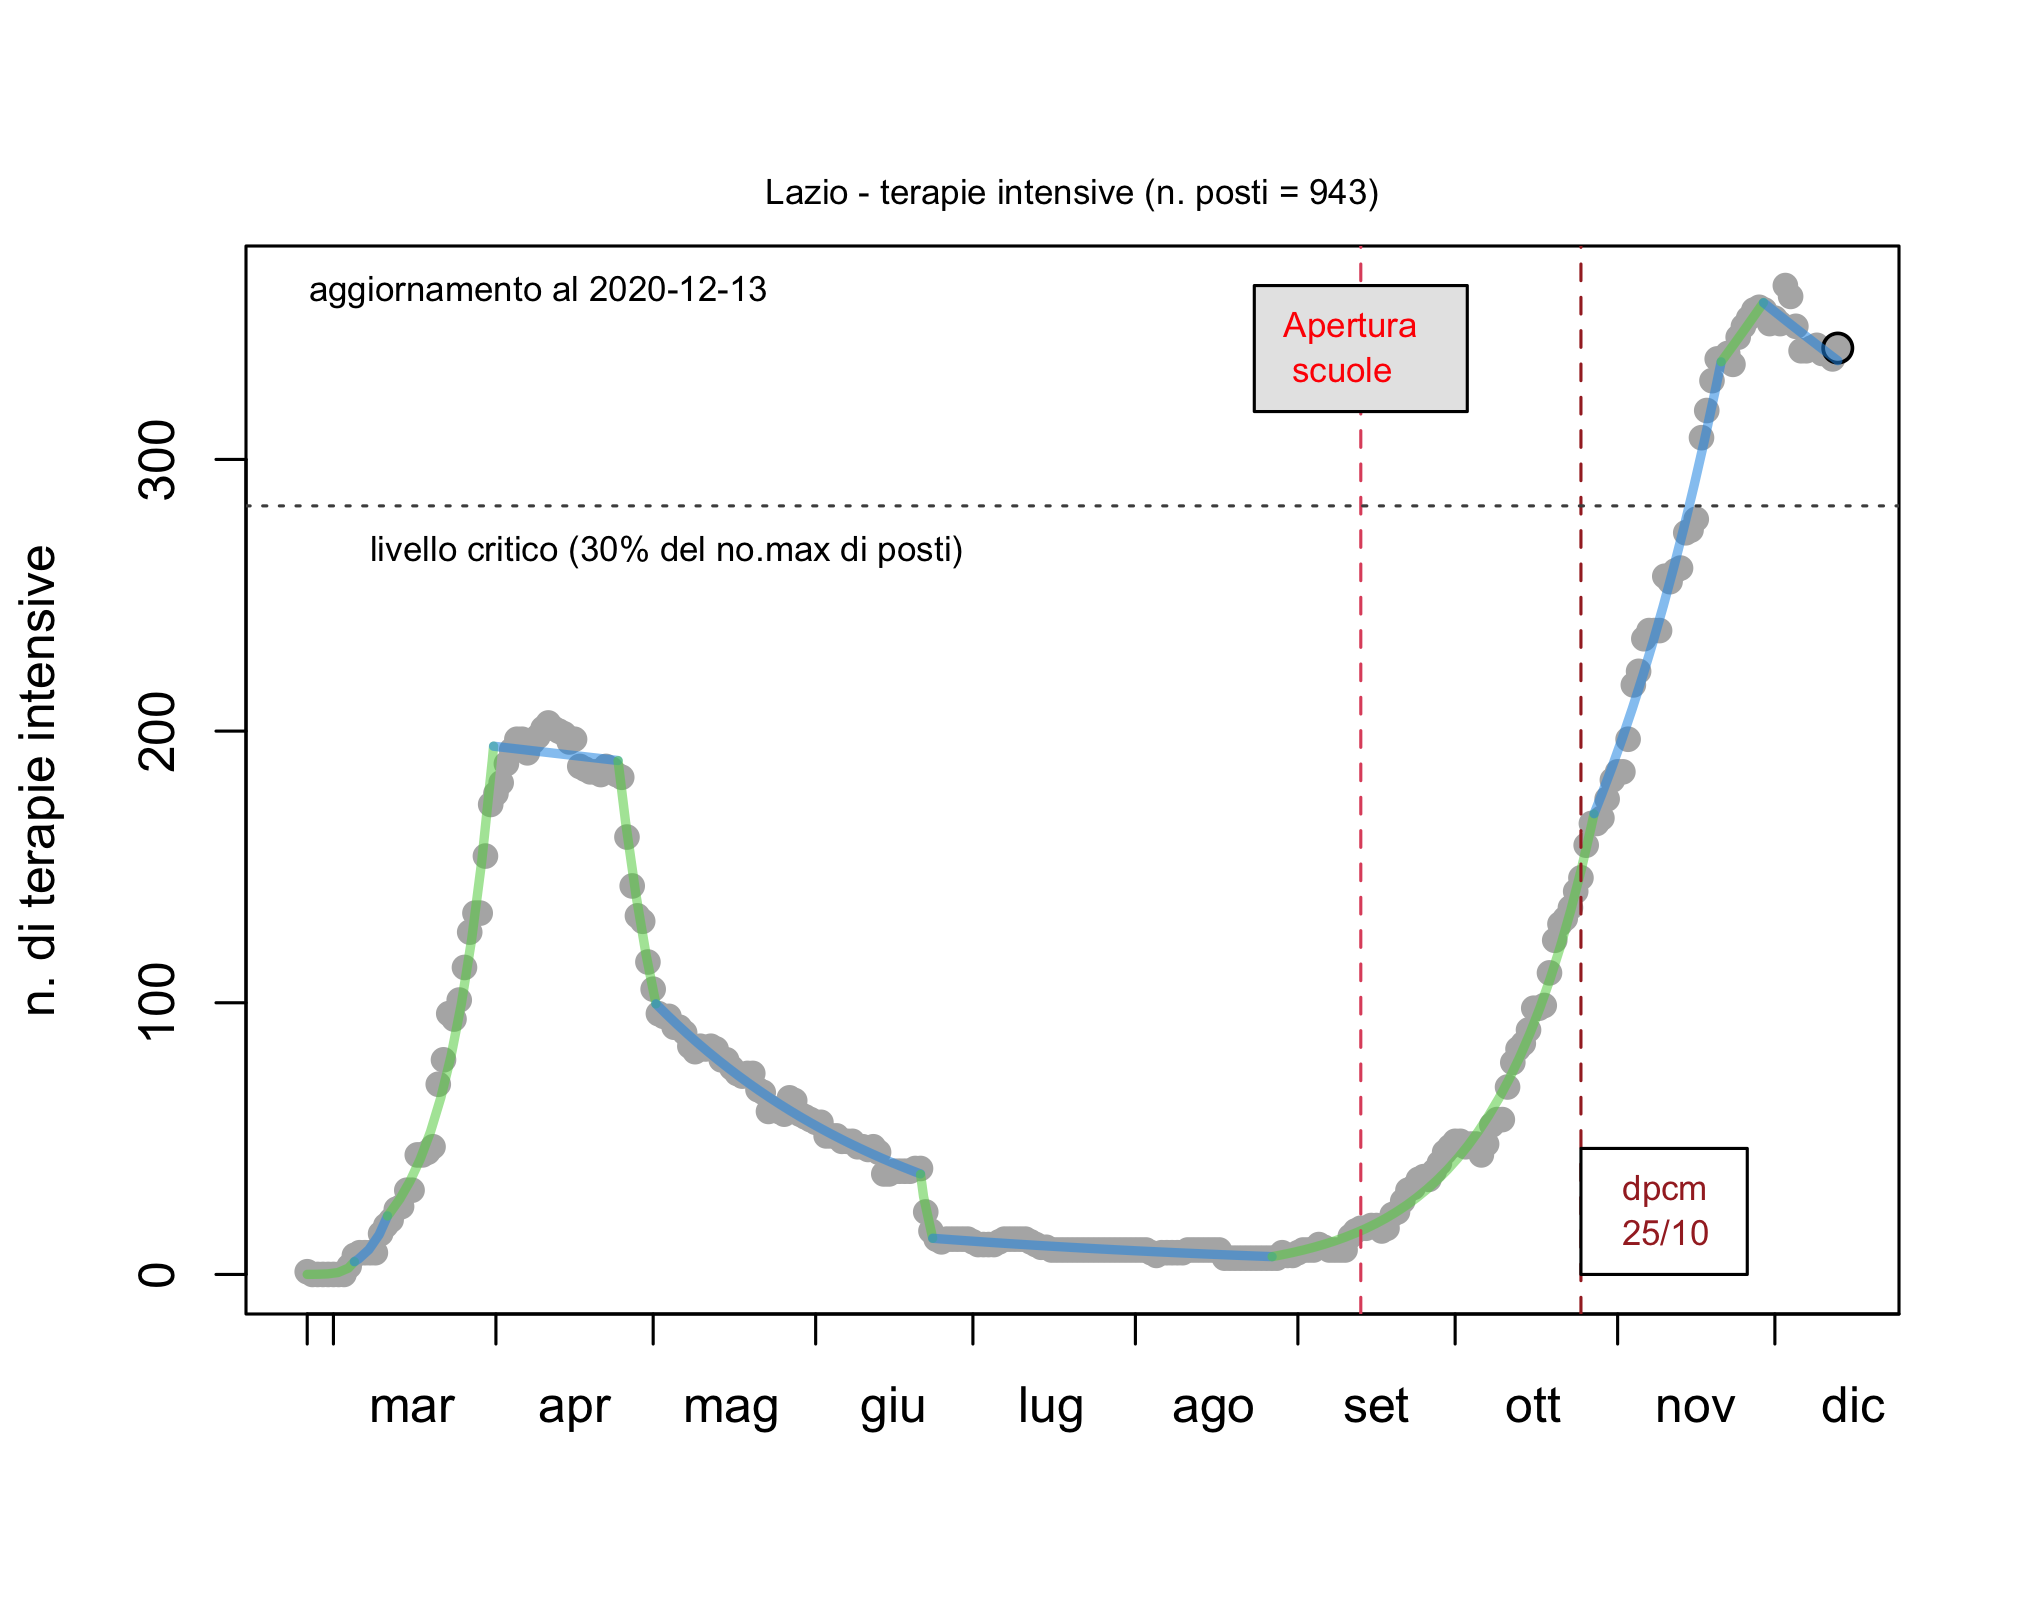 Lazio - terapie intensive (n. posti = 943)
aggiornamento al 2020-12-13
Apertura
scuole
livello critico (30% del no.max di posti)
dpcm
25/10
n. di terapie intensive
300
200
100
0
mar apr mag giu lug ago set ott nov dic